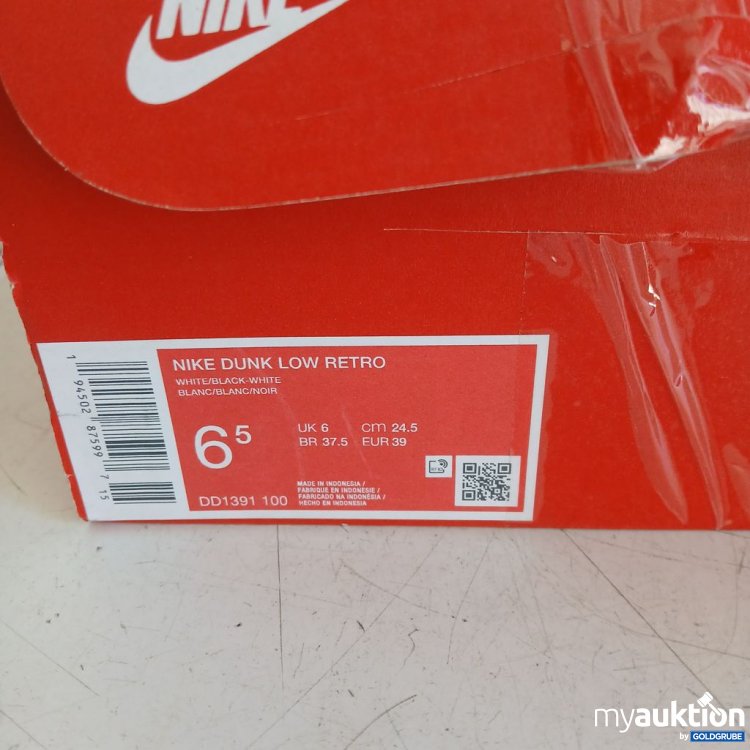 NIKE
NIKE DUNK LOW RETRO
WHITE/BLACK-WHITE
BLANC/BLANC/NOIR
6⁵
UK 6 cm 24.5
BR 37.5 EUR 39
DD1391 100
MADE IN INDONESIA /
FABRIQUE EN INDONESIE /
FABRICADO NA INDONÉSIA /
HECHO EN INDONESIA
1 94502 87599 7 15
myauktion
by GOLDGRUBE